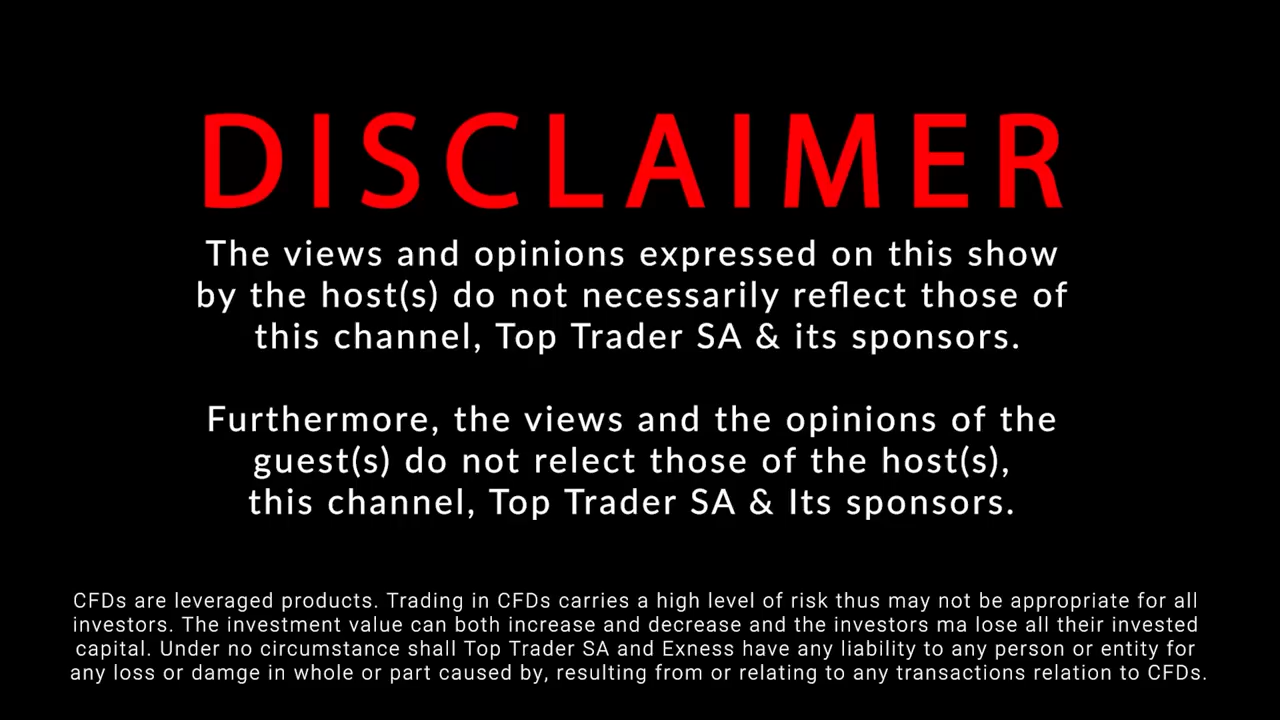 DISCLAIMER
The views and opinions expressed on this show
by the host(s) do not necessarily reflect those of
this channel, Top Trader SA & its sponsors.
Furthermore, the views and the opinions of the
guest(s) do not relect those of the host(s),
this channel, Top Trader SA & Its sponsors.
CFDs are leveraged products. Trading in CFDs carries a high level of risk thus may not be appropriate for all
investors. The investment value can both increase and decrease and the investors ma lose all their invested
capital. Under no circumstance shall Top Trader SA and Exness have any liability to any person or entity for
any loss or damge in whole or part caused by, resulting from or relating to any transactions relation to CFDs.